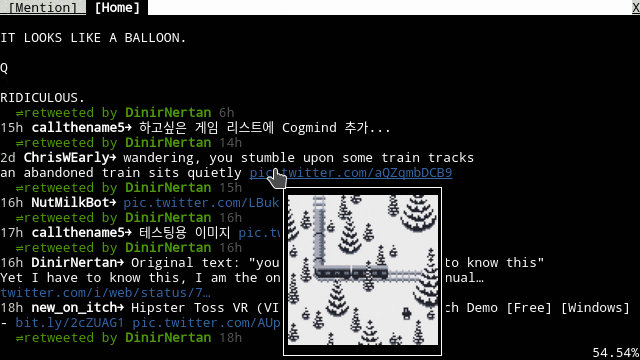 [Mention] [Home] X
IT LOOKS LIKE A BALLOON.
Q
RIDICULOUS.
⇌retweeted by DinirNertan 6h
15h callthename5→ 하고싶은 게임 리스트에 Cogmind 추가...
⇌retweeted by DinirNertan 14h
2d ChrisWEarly→ wandering, you stumble upon some train tracks
an abandoned train sits quietly pic.twitter.com/aQZqmbDCB9
⇌retweeted by DinirNertan 15h
16h NutMilkBot→ pic.twitter.com/LBuk
⇌retweeted by DinirNertan 16h
17h callthename5→ 테스팅용 이미지 pic.tw
⇌retweeted by DinirNertan 16h
16h DinirNertan→ Original text: "you to know this"
Yet I have to know this, I am the on nual…
twitter.com/i/web/status/7…
18h new_on_itch→ Hipster Toss VR (VI ch Demo [Free] [Windows]
- bit.ly/2cZUAG1 pic.twitter.com/AUp
⇌retweeted by DinirNertan 18h
54.54%